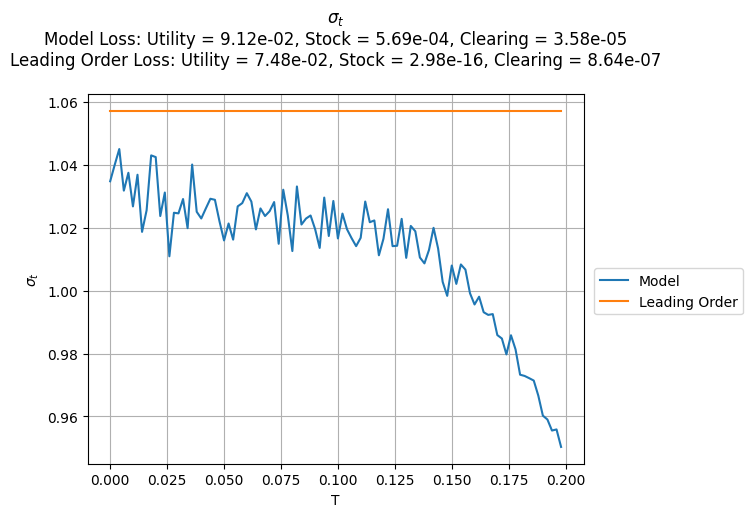 σ_t
Model Loss: Utility = 9.12e-02, Stock = 5.69e-04, Clearing = 3.58e-05
Leading Order Loss: Utility = 7.48e-02, Stock = 2.98e-16, Clearing = 8.64e-07
1.06
1.04
1.02
1.00
0.98
0.96
σ_t
0.000 0.025 0.050 0.075 0.100 0.125 0.150 0.175 0.200
T
Model
Leading Order